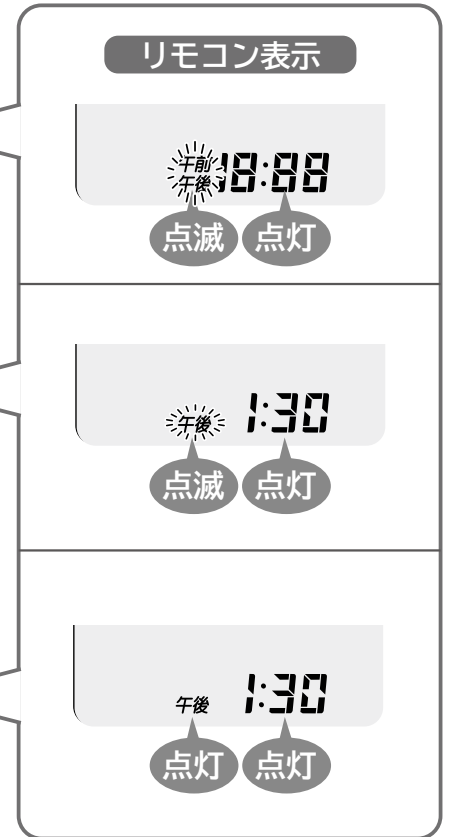 リモコン表示
午前
午後 18:88
点滅 点灯
午後 1:30
点滅 点灯
午後 1:30
点灯 点灯